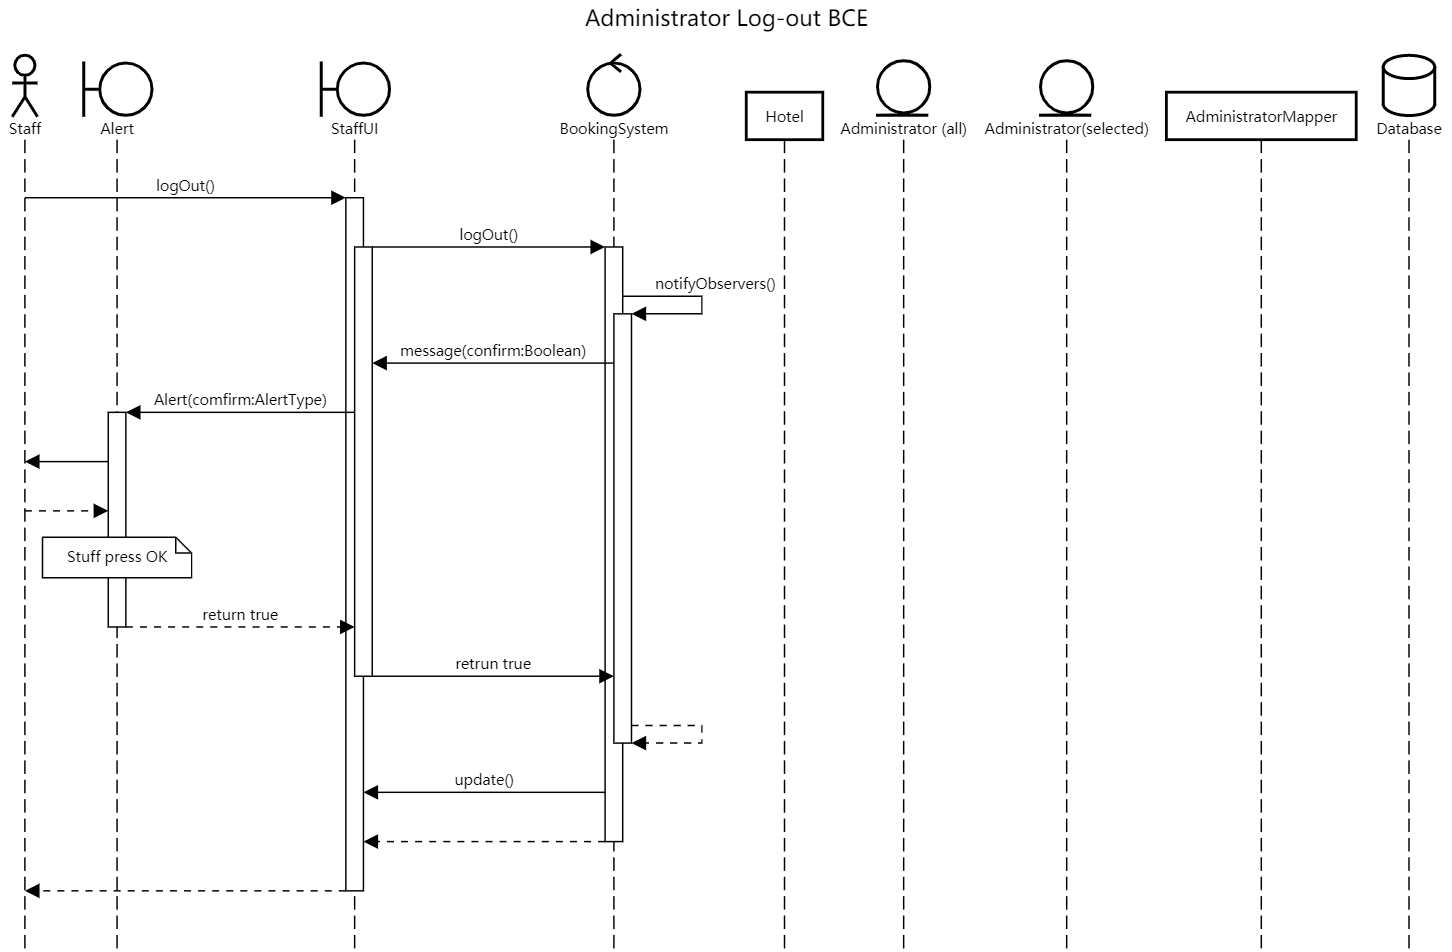 Administrator Log-out BCE
Staff
Alert
StaffUI
BookingSystem
Hotel
Administrator (all)
Administrator(selected)
AdministratorMapper
Database
logOut()
logOut()
notifyObservers()
message(confirm:Boolean)
Alert(comfirm:AlertType)
Stuff press OK
return true
retrun true
update()